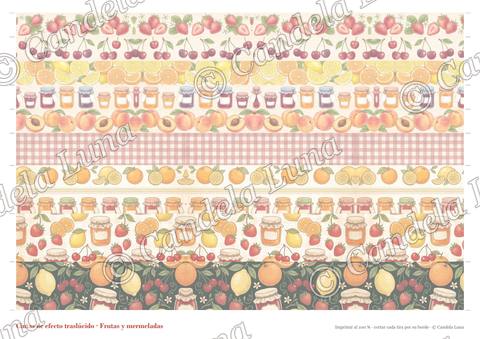 © Candela Luna
© Candela Luna
© Candela Luna
© Candela Luna
© Candela Luna
de efecto traslúcido · Frutas y mermeladas
Imprimir al 100 % · cortar cada tira por su borde · © Candela Luna